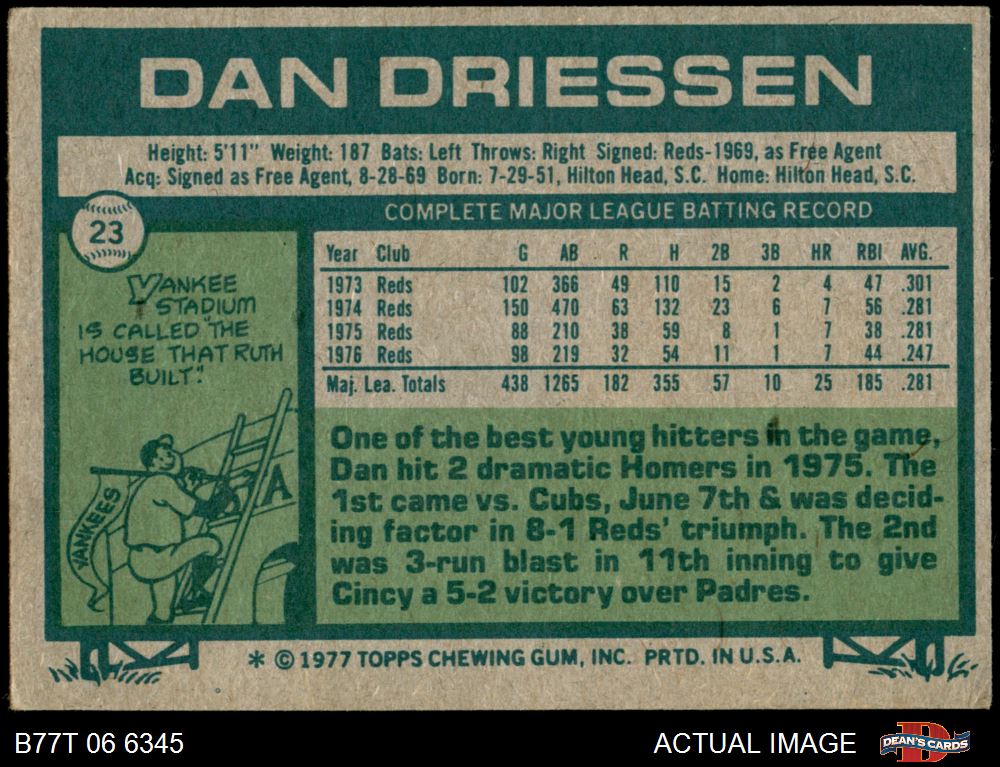 DAN DRIESSEN
Height: 5'11" Weight: 187 Bats: Left Throws: Right Signed: Reds-1969, as Free Agent
Acq: Signed as Free Agent, 8-28-69 Born: 7-29-51, Hilton Head, S.C. Home: Hilton Head, S.C.
23
YANKEE
STADIUM
IS CALLED "THE
HOUSE THAT RUTH
BUILT."
YANKEES
A
COMPLETE MAJOR LEAGUE BATTING RECORD
Year Club G AB R H 2B 3B HR RBI AVG.
1973 Reds 102 366 49 110 15 2 4 47 .301
1974 Reds 150 470 63 132 23 6 7 56 .281
1975 Reds 88 210 38 59 8 1 7 38 .281
1976 Reds 98 219 32 54 11 1 7 44 .247
Maj. Lea. Totals 438 1265 182 355 57 10 25 185 .281
One of the best young hitters in the game,
Dan hit 2 dramatic Homers in 1975. The
1st came vs. Cubs, June 7th & was decid-
ing factor in 8-1 Reds' triumph. The 2nd
was 3-run blast in 11th inning to give
Cincy a 5-2 victory over Padres.
* © 1977 TOPPS CHEWING GUM, INC. PRTD. IN U.S.A.
B77T 06 6345
ACTUAL IMAGE
D
DEAN'S CARDS